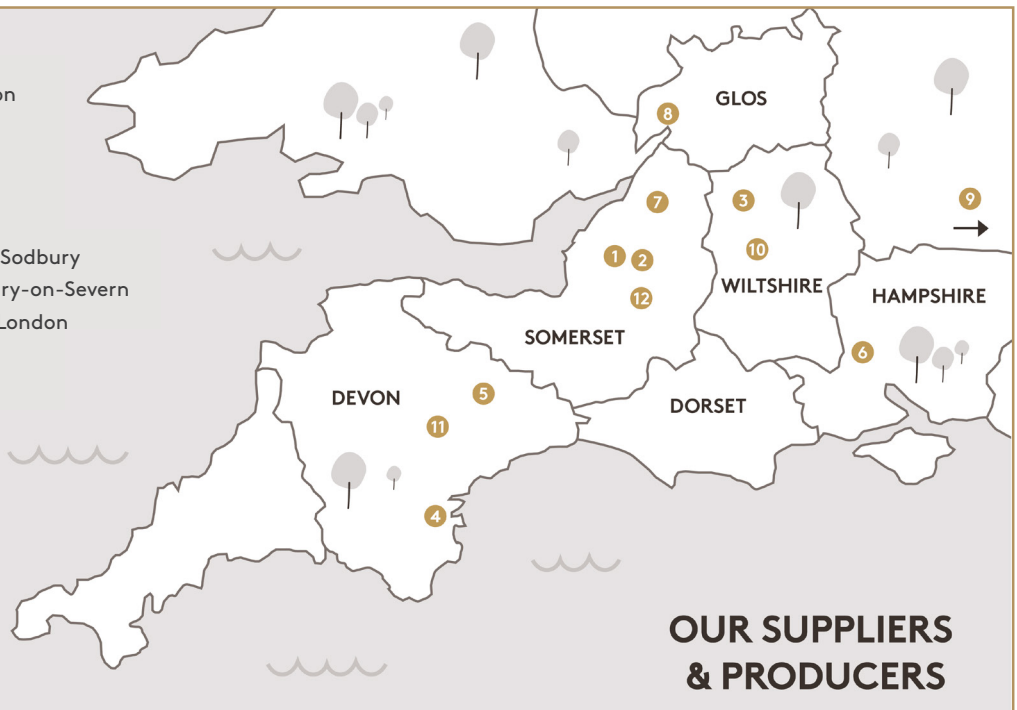 on
Sodbury
ry-on-Severn
London
GLOS
8
7
3
9
1
2
10
12
WILTSHIRE
HAMPSHIRE
SOMERSET
6
DEVON
5
DORSET
11
4
OUR SUPPLIERS
& PRODUCERS